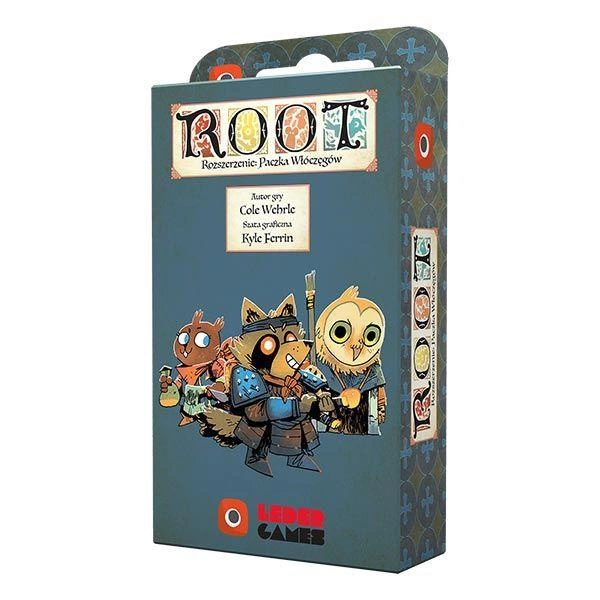 ROOT
Rozszerzenie: Paczka Włóczęgów
Autor gry
Cole Wehrle
Szata graficzna
Kyle Ferrin
LEDER
GAMES
ROOT
Rozszerzenie: Paczka Włóczęgów